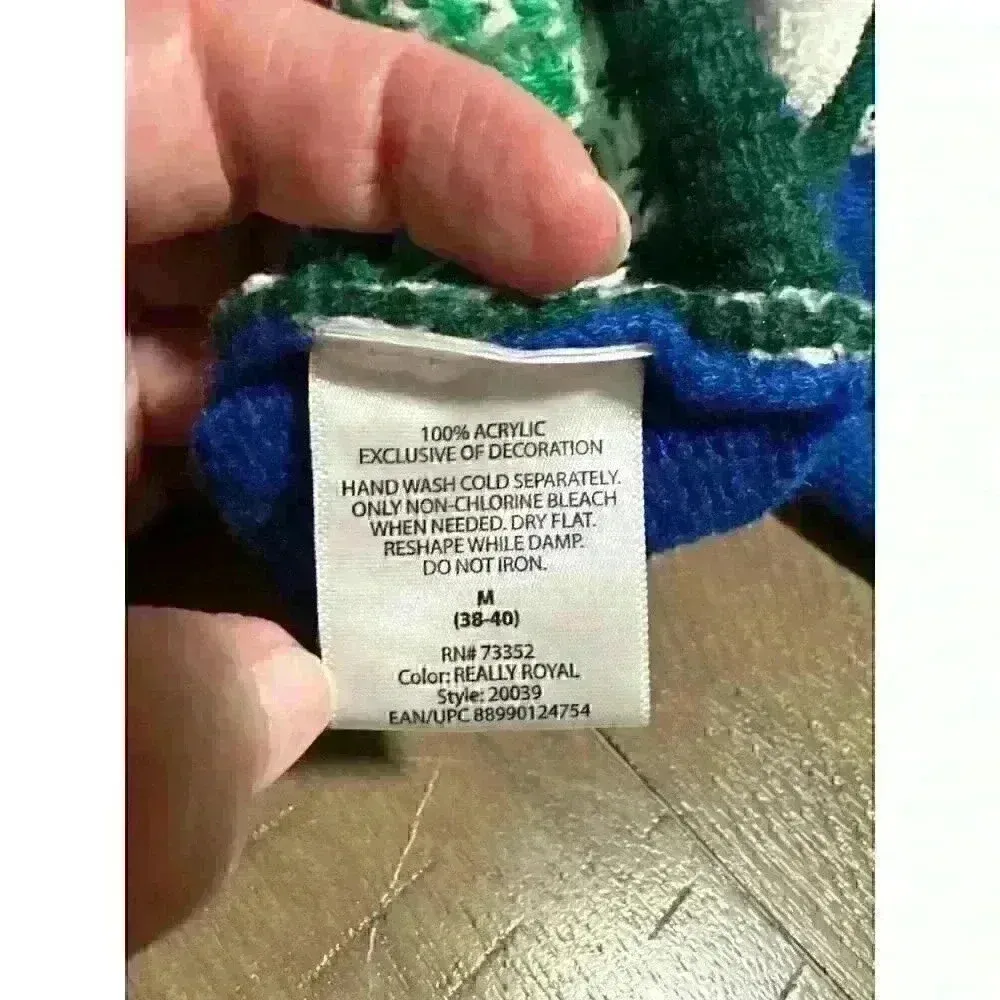 100% ACRYLIC
EXCLUSIVE OF DECORATION
HAND WASH COLD SEPARATELY.
ONLY NON-CHLORINE BLEACH
WHEN NEEDED. DRY FLAT.
RESHAPE WHILE DAMP.
DO NOT IRON.
M
(38-40)
RN# 73352
Color: REALLY ROYAL
Style: 20039
EAN/UPC 88990124754